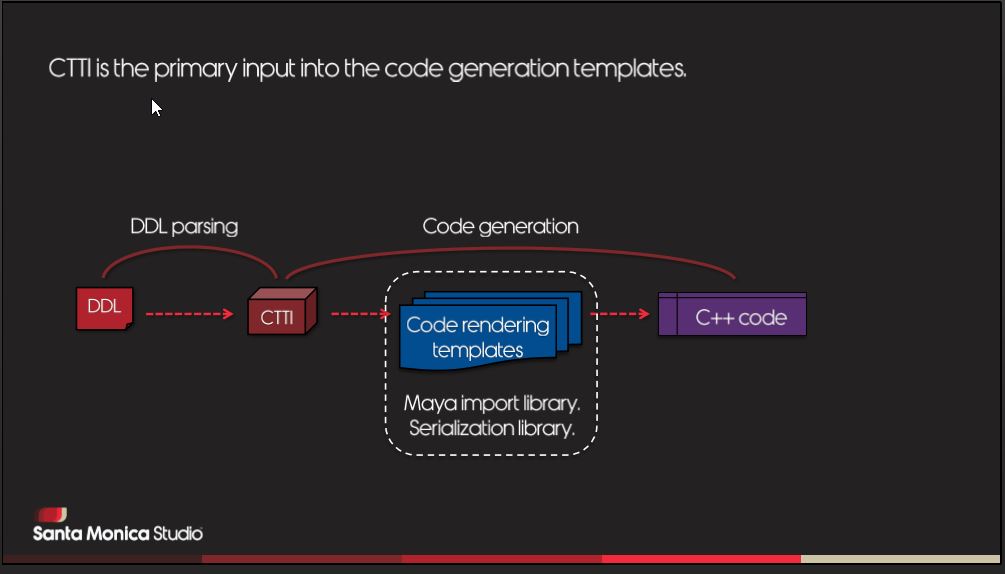 CTTI is the primary input into the code generation templates.
DDL parsing
Code generation
DDL
CTTI
Code rendering
templates
C++ code
Maya import library.
Serialization library.
Santa Monica Studio